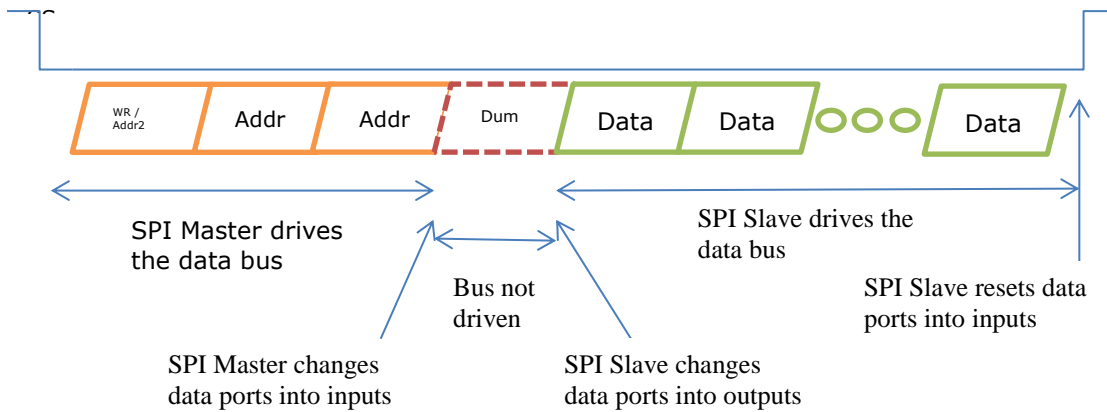 WR /
Addr2
Addr
Addr
Dum
Data
Data
Data
SPI Master drives
the data bus
Bus not
driven
SPI Slave drives the
data bus
SPI Slave resets data
ports into inputs
SPI Master changes
data ports into inputs
SPI Slave changes
data ports into outputs